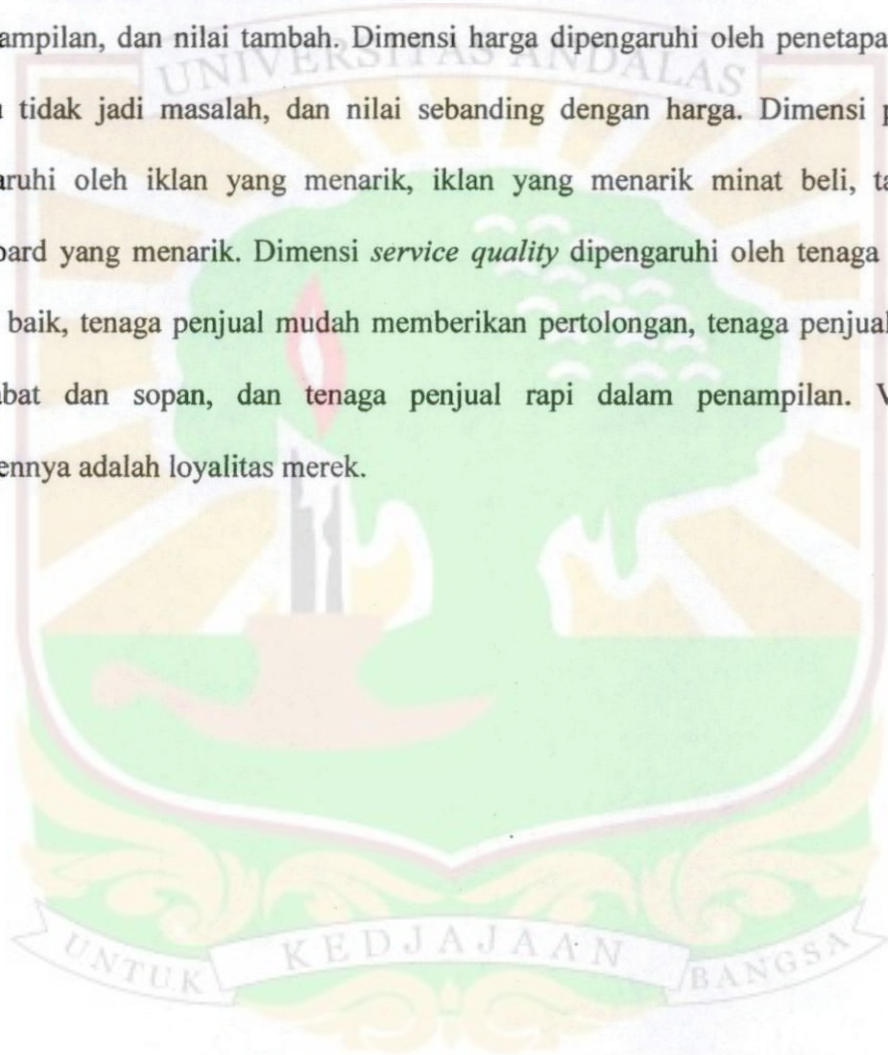 ampilan, dan nilai tambah. Dimensi harga dipengaruhi oleh penetapa
UNIVERSITAS ANDALAS
tidak jadi masalah, dan nilai sebanding dengan harga. Dimensi p
aruhi oleh iklan yang menarik, iklan yang menarik minat beli, ta
oard yang menarik. Dimensi service quality dipengaruhi oleh tenaga
baik, tenaga penjual mudah memberikan pertolongan, tenaga penjual
abat dan sopan, dan tenaga penjual rapi dalam penampilan. V
ennya adalah loyalitas merek.
UNTUK KEDJAJAAN BANGSA